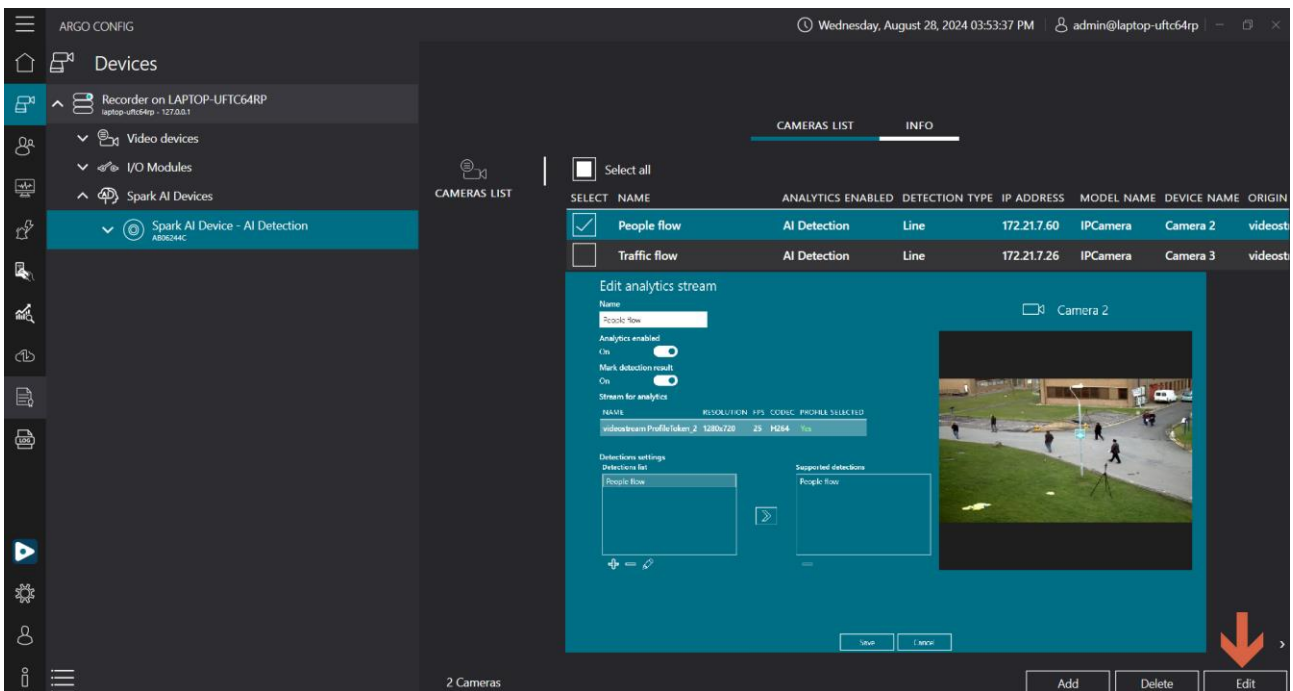 ARGO CONFIG
Wednesday, August 28, 2024 03:53:37 PM
admin@laptop-uftc64rp
Devices
Recorder on LAPTOP-UFTC64RP
laptop-uftc64rp - 127.0.0.1
Video devices
I/O Modules
Spark AI Devices
Spark AI Device - AI Detection
AB06244C
CAMERAS LIST
CAMERAS LIST INFO
Select all
SELECT NAME ANALYTICS ENABLED DETECTION TYPE IP ADDRESS MODEL NAME DEVICE NAME ORIGIN
People flow AI Detection Line 172.21.7.60 IPCamera Camera 2 videost
Traffic flow AI Detection Line 172.21.7.26 IPCamera Camera 3 videost
Edit analytics stream
Name
People flow
Analytics enabled
On
Mark detection result
On
Stream for analytics
NAME RESOLUTION FPS CODEC PROFILE SELECTED
videostream ProfileToken_2 1280x720 25 H264 Yes
Detections settings
Detections list
People flow
Supported detections
People flow
Camera 2
Save Cancel
LOG
2 Cameras
Add Delete Edit